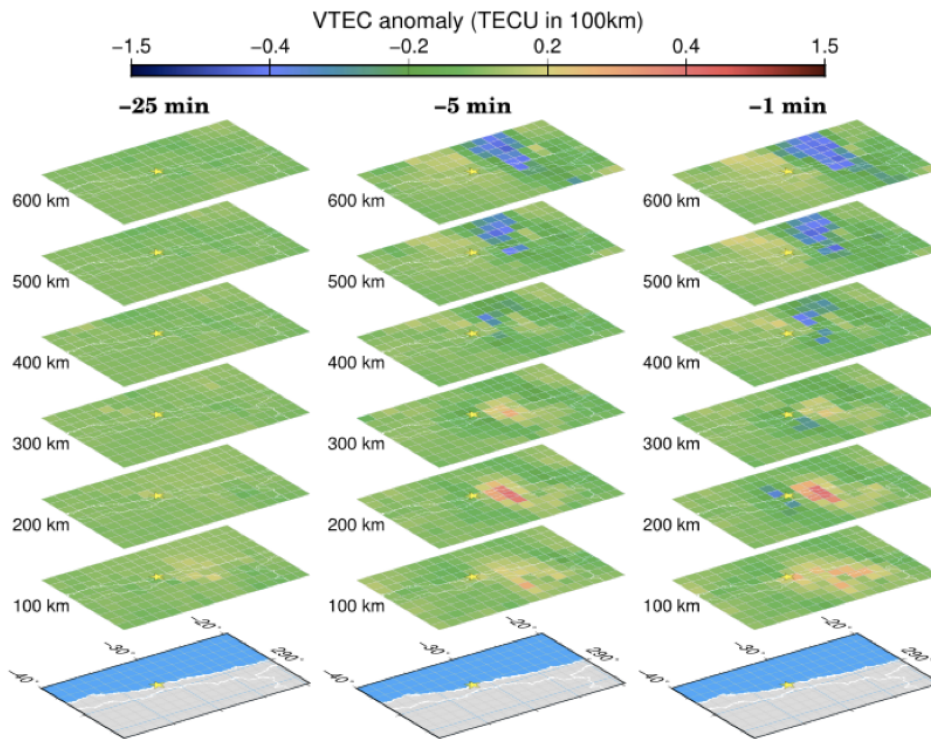 VTEC anomaly (TECU in 100km)
−1.5 −0.4 −0.2 0.2 0.4 1.5
−25 min −5 min −1 min
600 km 600 km 600 km
500 km 500 km 500 km
400 km 400 km 400 km
300 km 300 km 300 km
200 km 200 km 200 km
100 km 100 km 100 km
−20° −20° −20°
−30° 290° −30° 290° −30° 290°
−40° −40° −40°